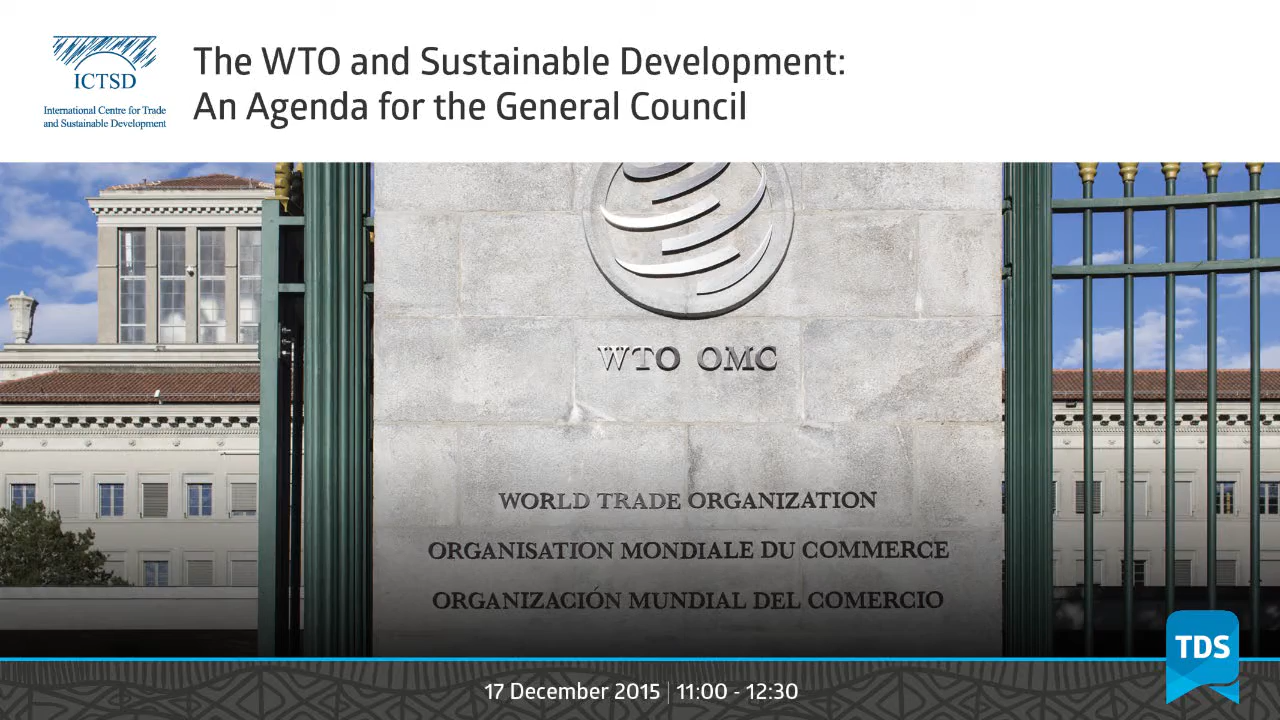 ICTSD
International Centre for Trade
and Sustainable Development
The WTO and Sustainable Development:
An Agenda for the General Council
WTO OMC
WORLD TRADE ORGANIZATION
ORGANISATION MONDIALE DU COMMERCE
ORGANIZACIÓN MUNDIAL DEL COMERCIO
TDS
17 December 2015 | 11:00 - 12:30